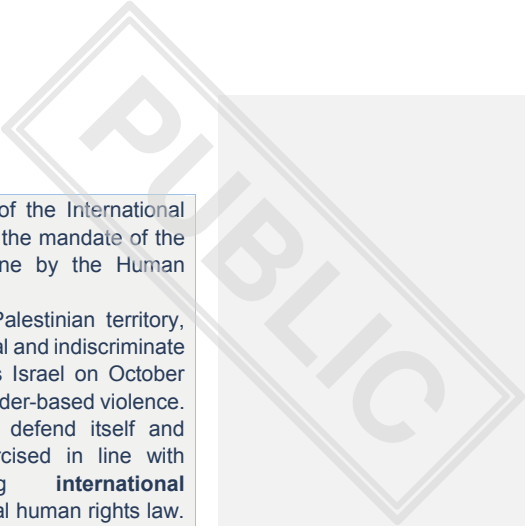 of the International
the mandate of the
ne by the Human
Palestinian territory,
al and indiscriminate
s Israel on October
der-based violence.
defend itself and
rcised in line with
g international
al human rights law.
PUBLIC